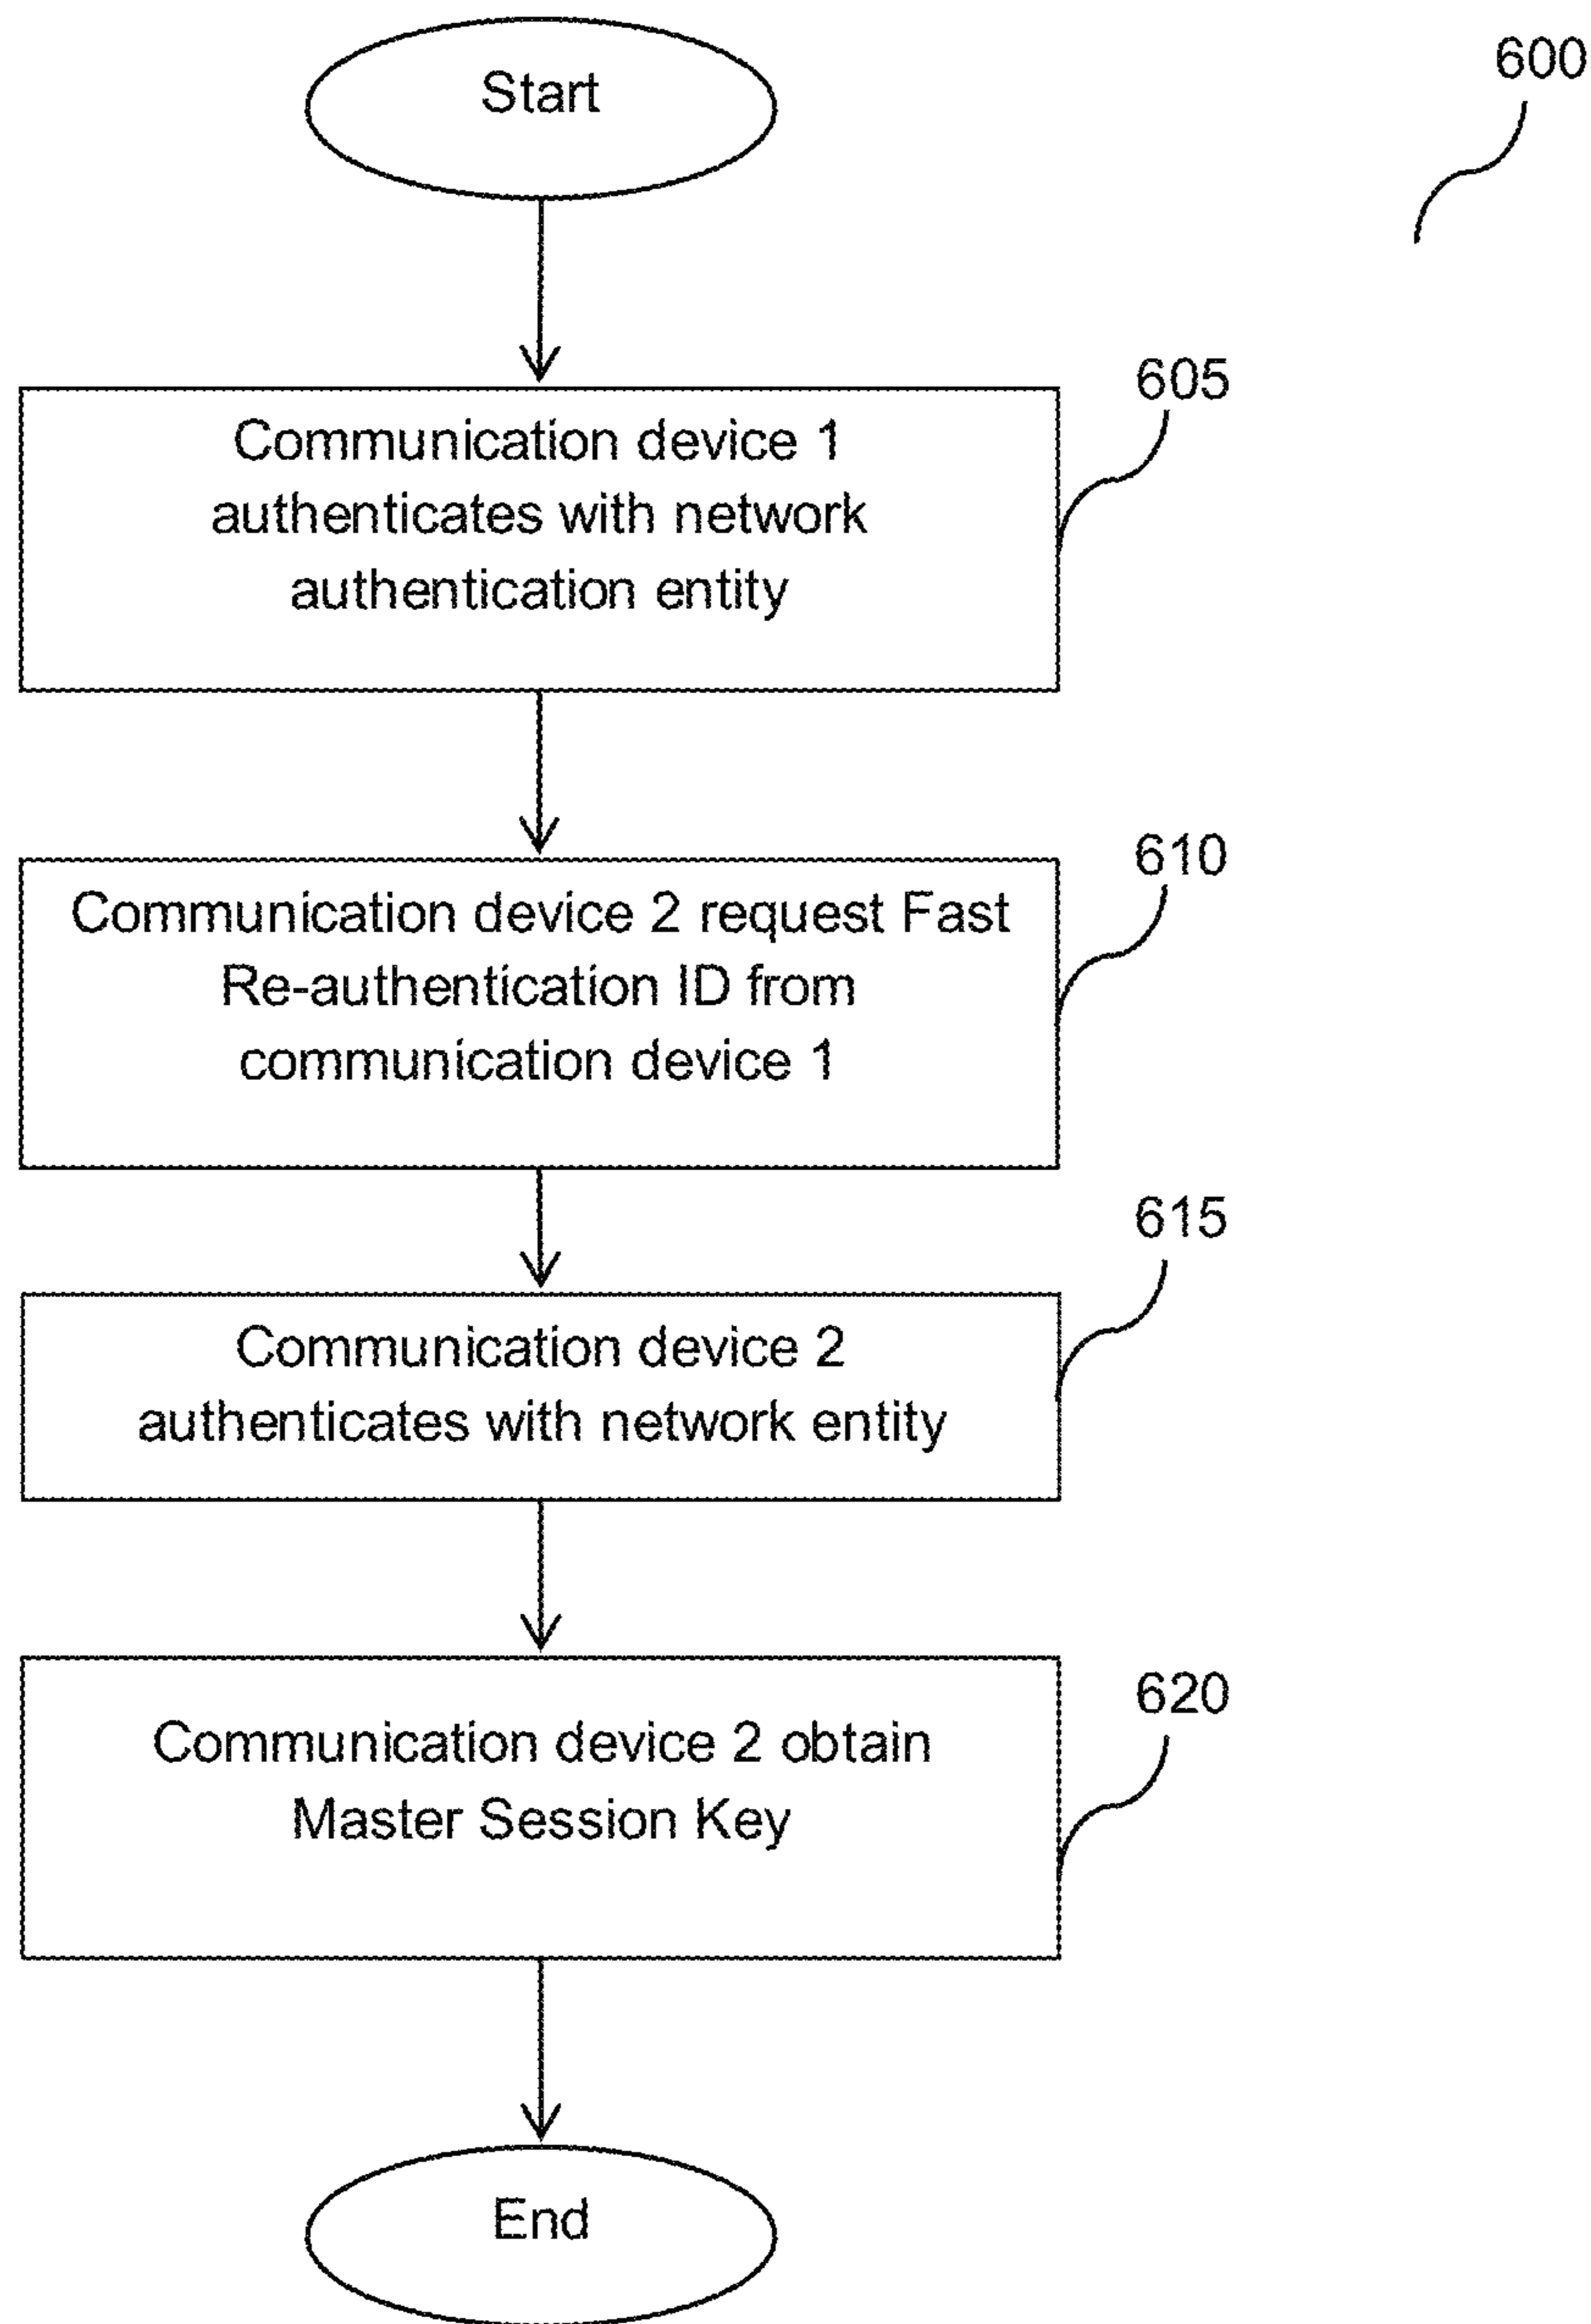 Start
600
Communication device 1
authenticates with network
authentication entity
605
Communication device 2 request Fast
Re-authentication ID from
communication device 1
610
Communication device 2
authenticates with network entity
615
Communication device 2 obtain
Master Session Key
620
End